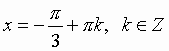 x = -π/3 + πk, k ∈ Z